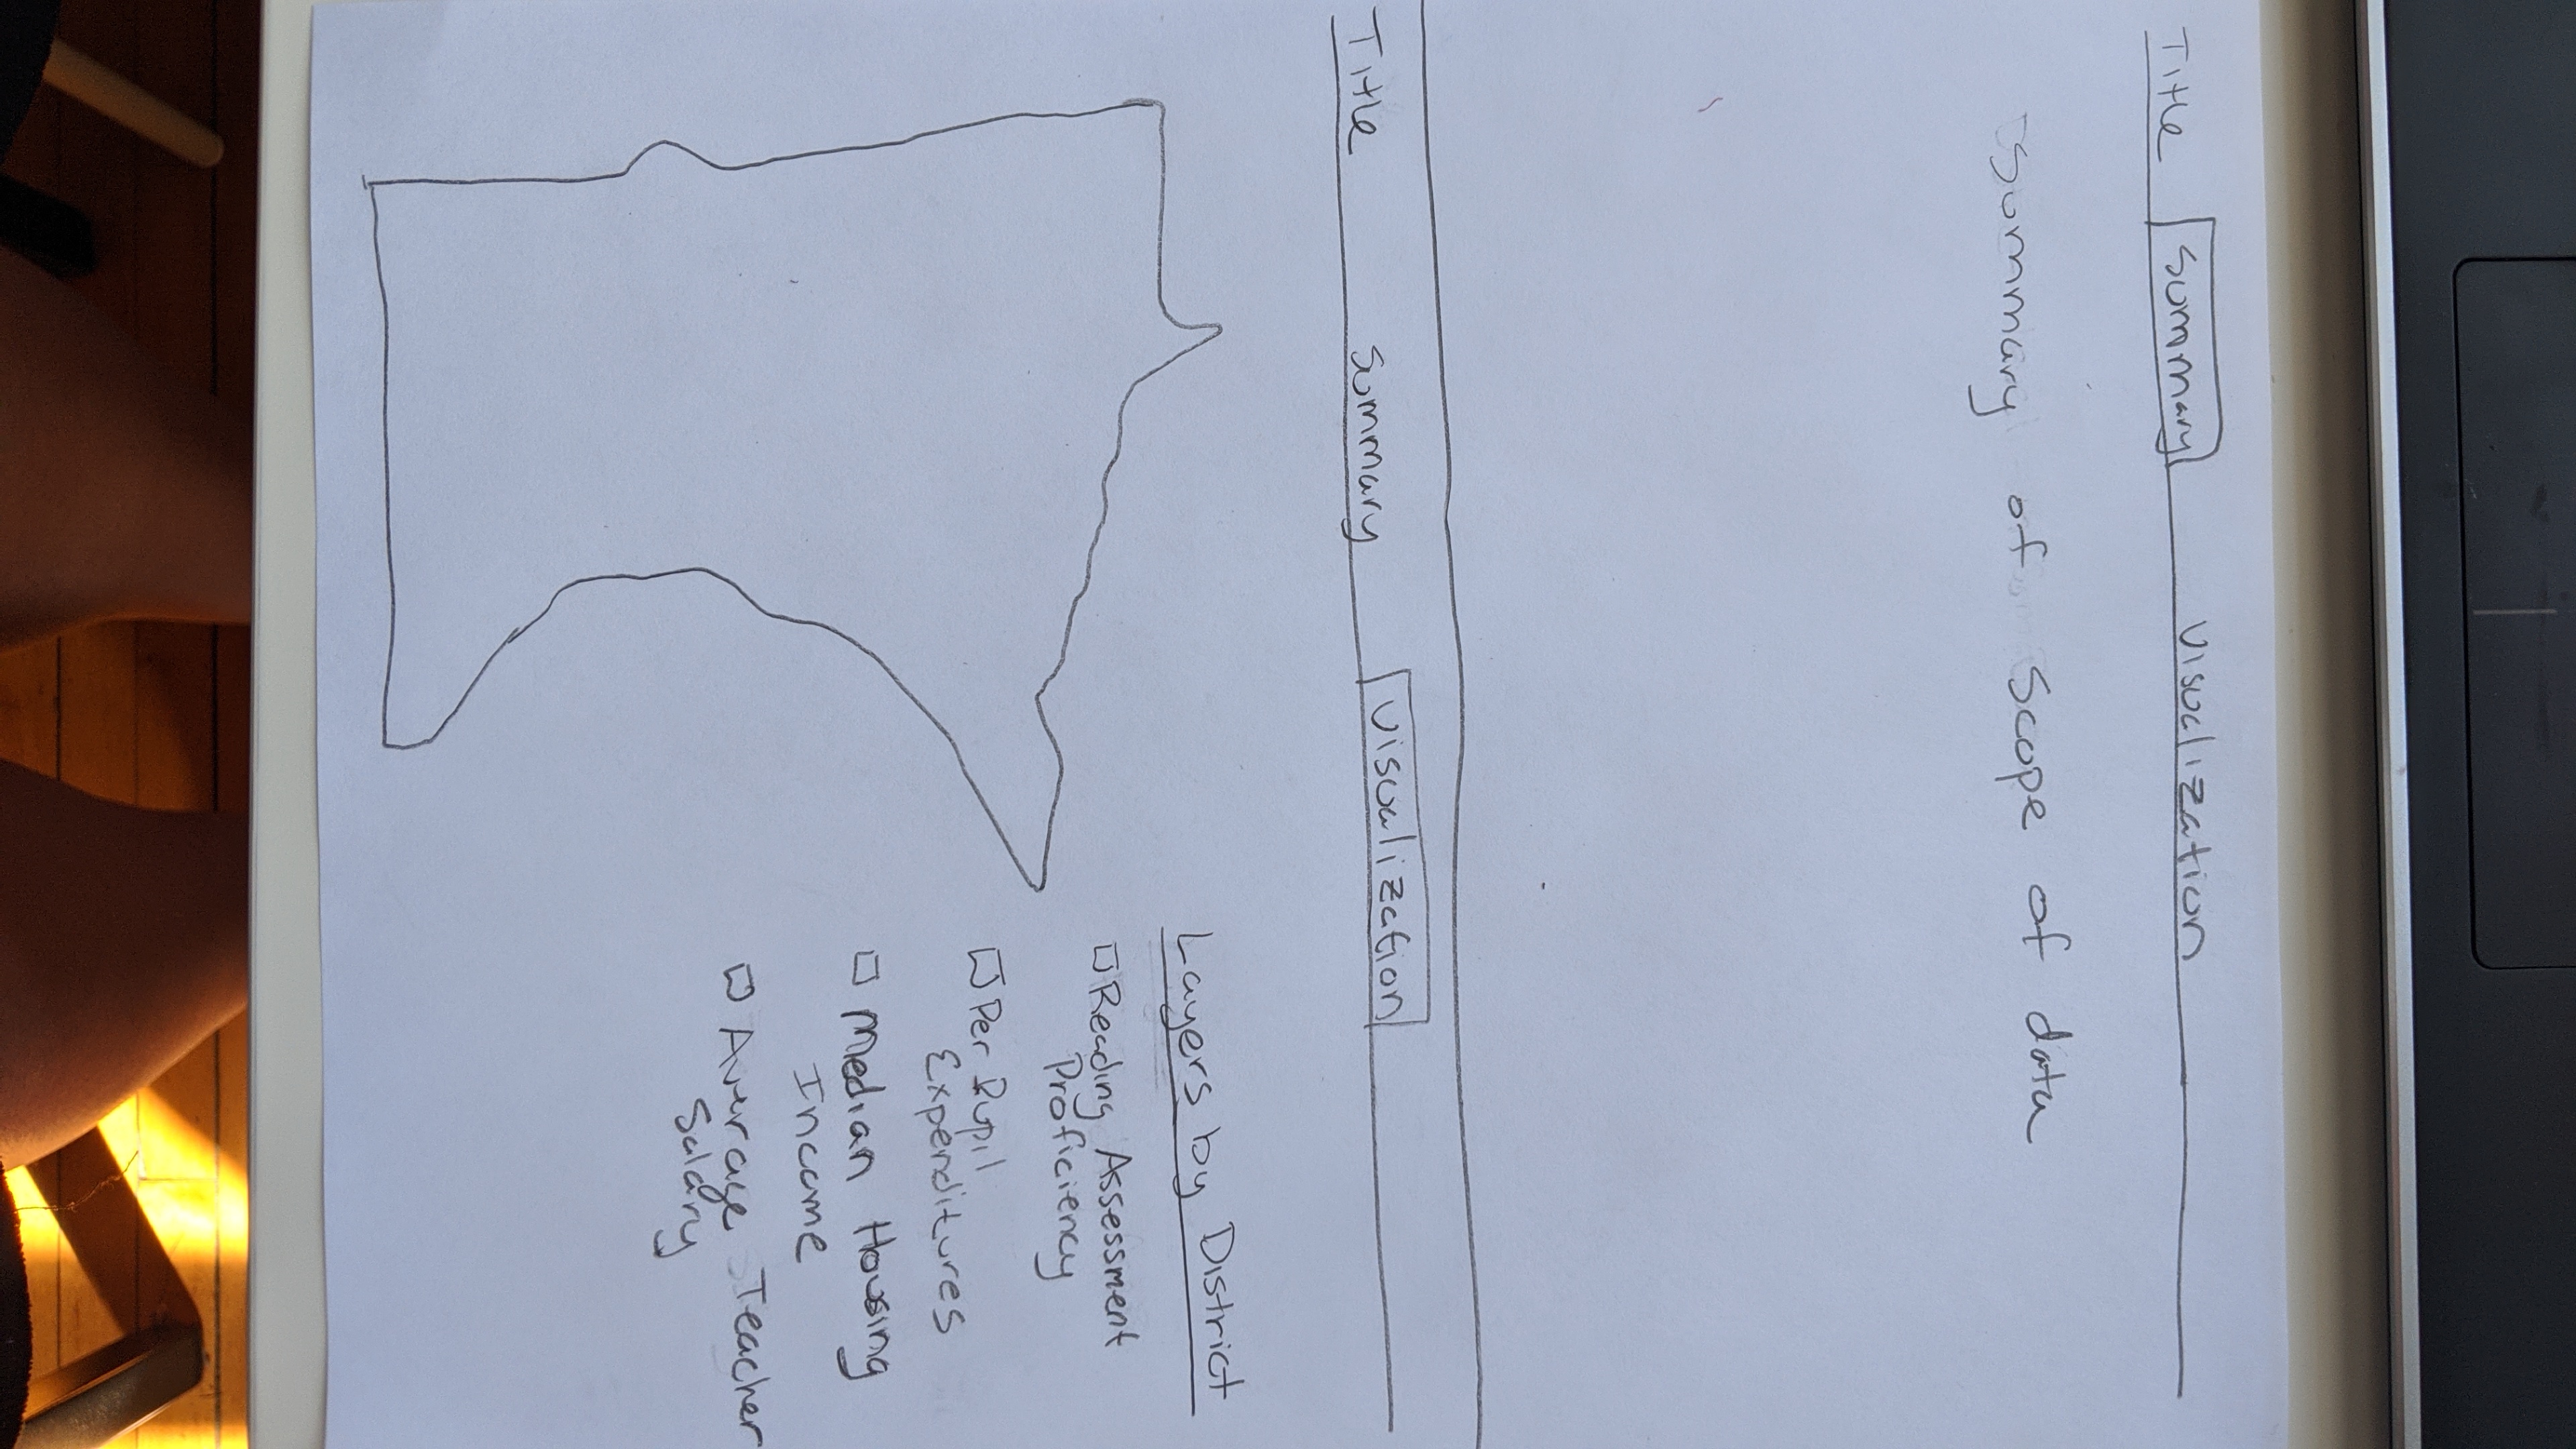 Title Summary Visualization
Summary of Scope of data
Title Summary Visualization
Layers by District
Reading Assessment
Proficiency
Per Pupil
Expenditures
Median Housing
Income
Average Teacher
Salary